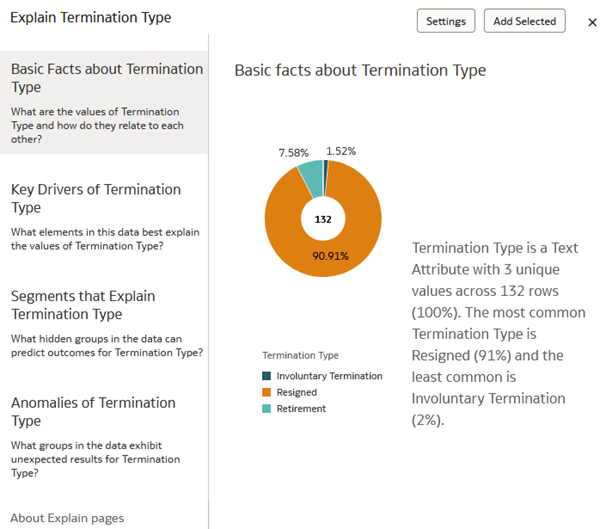 Explain Termination Type
Settings
Add Selected
×
Basic Facts about Termination
Type
What are the values of Termination
Type and how do they relate to each
other?
Key Drivers of Termination
Type
What elements in this data best explain
the values of Termination Type?
Segments that Explain
Termination Type
What hidden groups in the data can
predict outcomes for Termination Type?
Anomalies of Termination
Type
What groups in the data exhibit
unexpected results for Termination
Type?
About Explain pages
Basic facts about Termination Type
7.58%
1.52%
132
90.91%
Termination Type
Involuntary Termination
Resigned
Retirement
Termination Type is a Text
Attribute with 3 unique
values across 132 rows
(100%). The most common
Termination Type is
Resigned (91%) and the
least common is
Involuntary Termination
(2%).